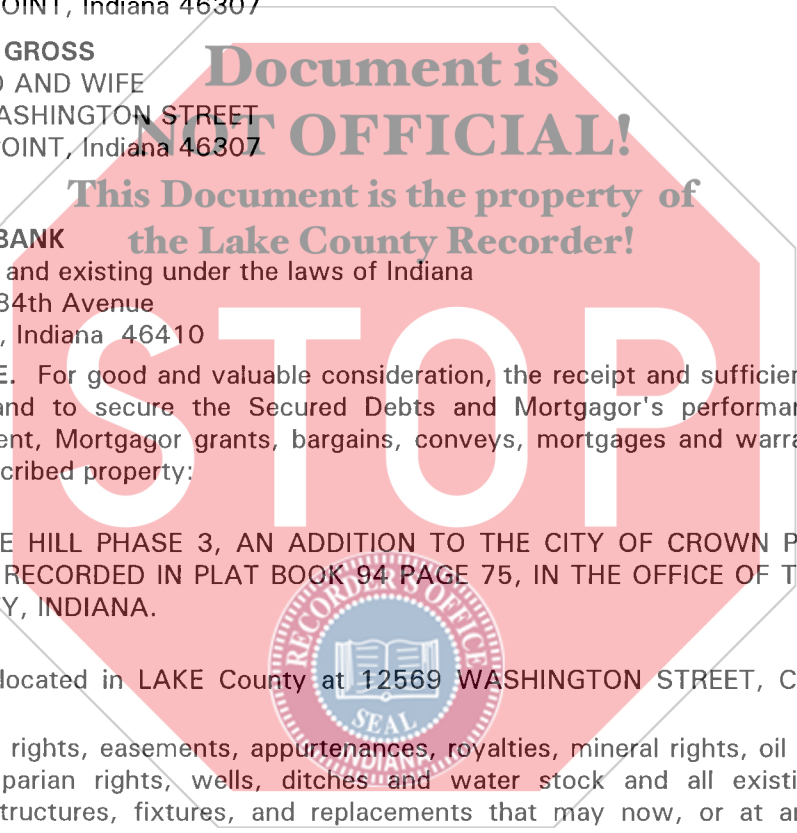 OINT, Indiana 46307
GROSS
AND WIFE
ASHINGTON STREET
OINT, Indiana 46307
Document is
NOT OFFICIAL!
This Document is the property of
the Lake County Recorder!
BANK
and existing under the laws of Indiana
84th Avenue
, Indiana 46410
STOP
E. For good and valuable consideration, the receipt and sufficien
and to secure the Secured Debts and Mortgagor's performan
ent, Mortgagor grants, bargains, conveys, mortgages and warra
cribed property:
E HILL PHASE 3, AN ADDITION TO THE CITY OF CROWN P
RECORDED IN PLAT BOOK 94 PAGE 75, IN THE OFFICE OF T
Y, INDIANA.
RECORDER'S OFFICE
SEAL
INDIANA
located in LAKE County at 12569 WASHINGTON STREET, C
rights, easements, appurtenances, royalties, mineral rights, oil
parian rights, wells, ditches and water stock and all existi
tructures, fixtures, and replacements that may now, or at an